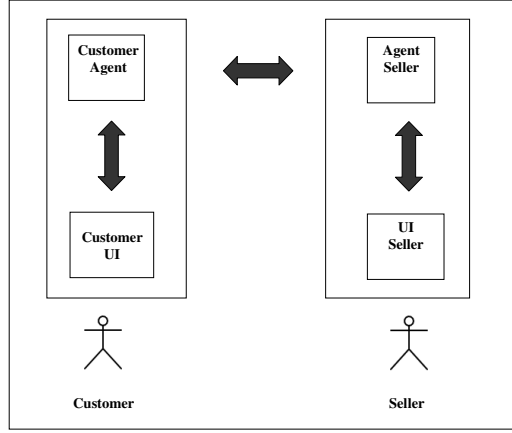 Customer
Agent
Agent
Seller
Customer
UI
UI
Seller
Customer
Seller